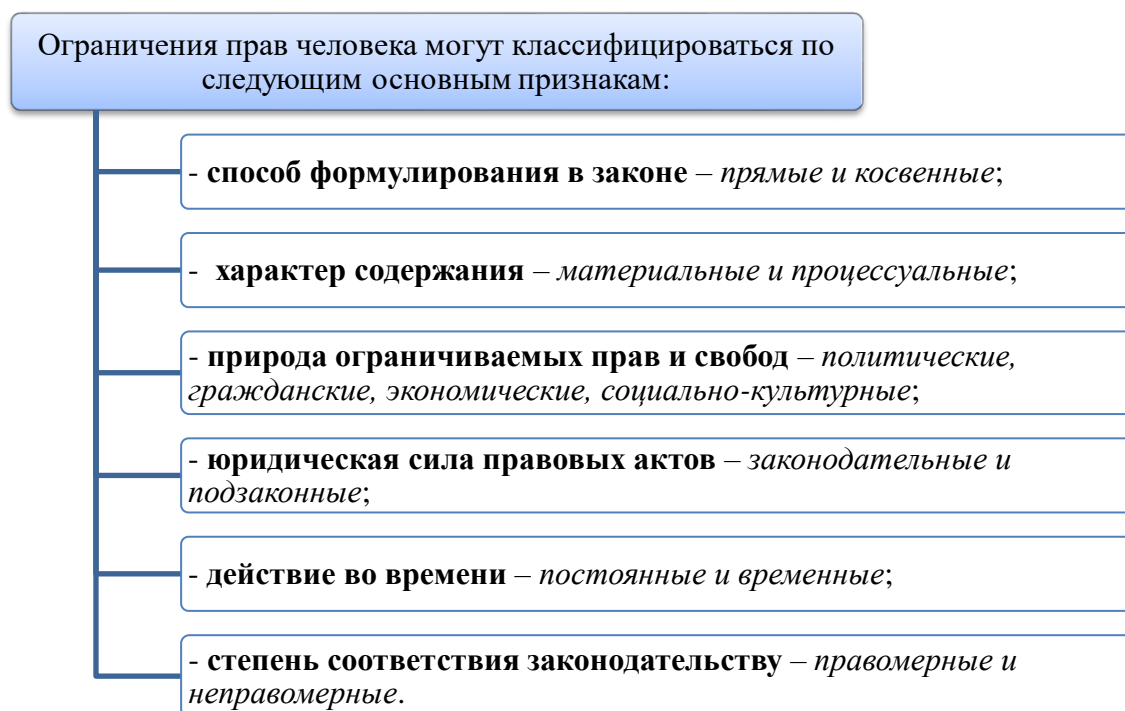 Ограничения прав человека могут классифицироваться по
следующим основным признакам:
- способ формулирования в законе – прямые и косвенные;
- характер содержания – материальные и процессуальные;
- природа ограничиваемых прав и свобод – политические,
гражданские, экономические, социально-культурные;
- юридическая сила правовых актов – законодательные и
подзаконные;
- действие во времени – постоянные и временные;
- степень соответствия законодательству – правомерные и
неправомерные.